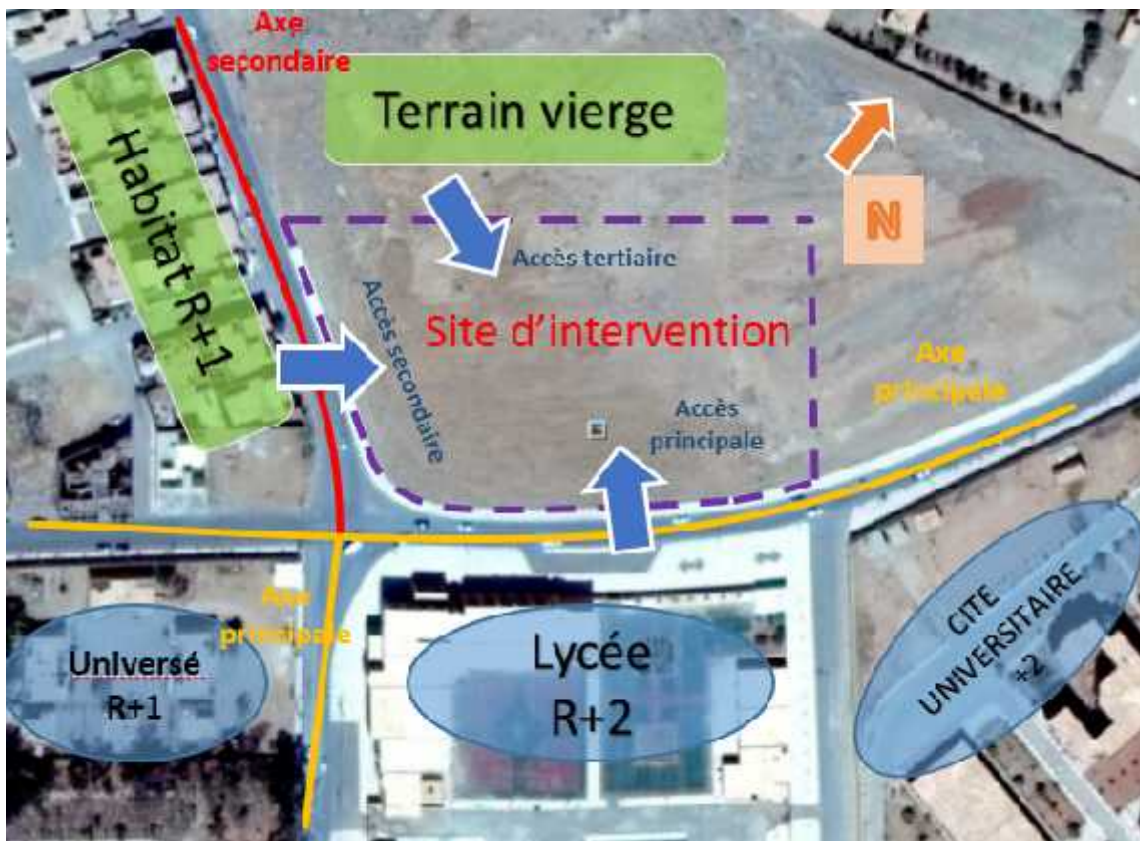 Axe
secondaire
Terrain vierge
Habitat R+1
N
Accès tertiaire
Accès secondaire
Site d'intervention
Axe
principale
Accès
principale
Axe
principale
Universé
R+1
Lycée
R+2
CITE
UNIVERSITAIRE
+2